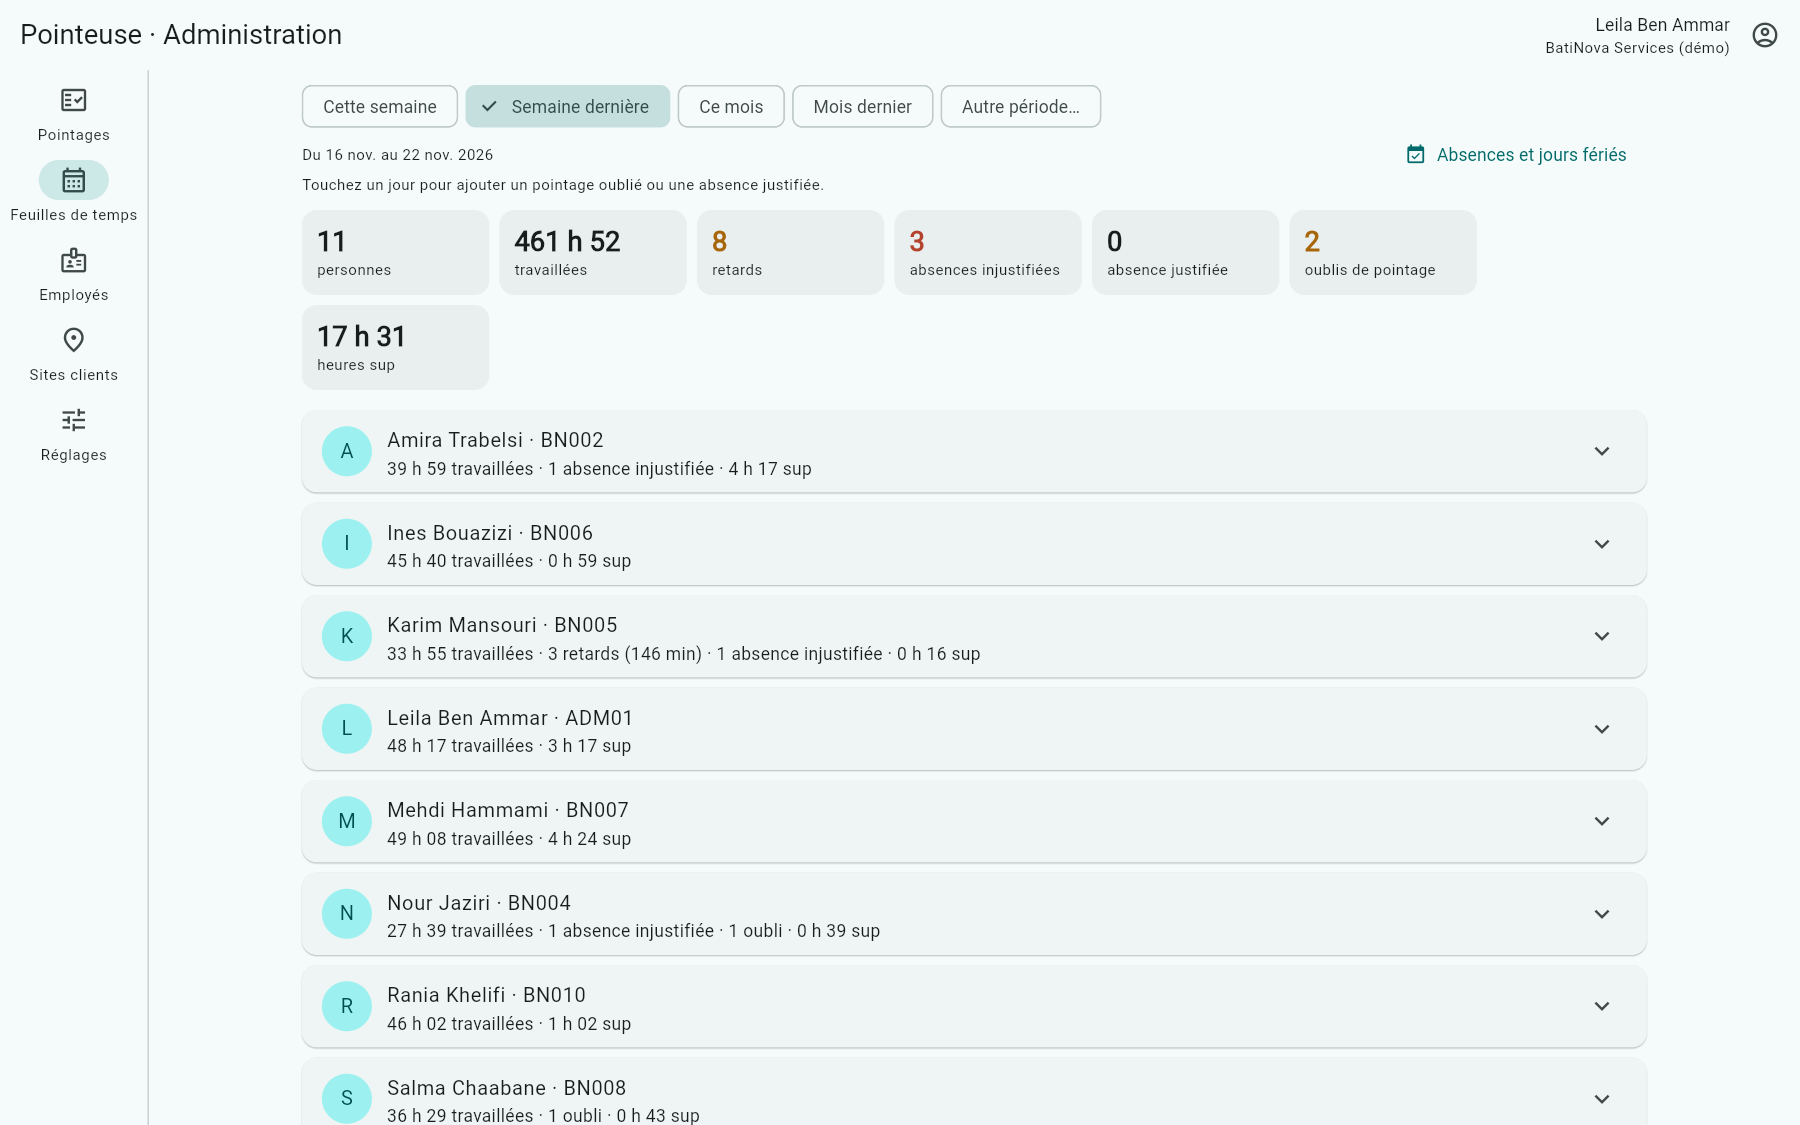 Pointeuse · Administration
Leila Ben Ammar
BatiNova Services (démo)
Pointages
Feuilles de temps
Employés
Sites clients
Réglages
Cette semaine
Semaine dernière
Ce mois
Mois dernier
Autre période…
Du 16 nov. au 22 nov. 2026
Absences et jours fériés
Touchez un jour pour ajouter un pointage oublié ou une absence justifiée.
11
personnes
461 h 52
travaillées
8
retards
3
absences injustifiées
0
absence justifiée
2
oublis de pointage
17 h 31
heures sup
A
Amira Trabelsi · BN002
39 h 59 travaillées · 1 absence injustifiée · 4 h 17 sup
I
Ines Bouazizi · BN006
45 h 40 travaillées · 0 h 59 sup
K
Karim Mansouri · BN005
33 h 55 travaillées · 3 retards (146 min) · 1 absence injustifiée · 0 h 16 sup
L
Leila Ben Ammar · ADM01
48 h 17 travaillées · 3 h 17 sup
M
Mehdi Hammami · BN007
49 h 08 travaillées · 4 h 24 sup
N
Nour Jaziri · BN004
27 h 39 travaillées · 1 absence injustifiée · 1 oubli · 0 h 39 sup
R
Rania Khelifi · BN010
46 h 02 travaillées · 1 h 02 sup
S
Salma Chaabane · BN008
36 h 29 travaillées · 1 oubli · 0 h 43 sup